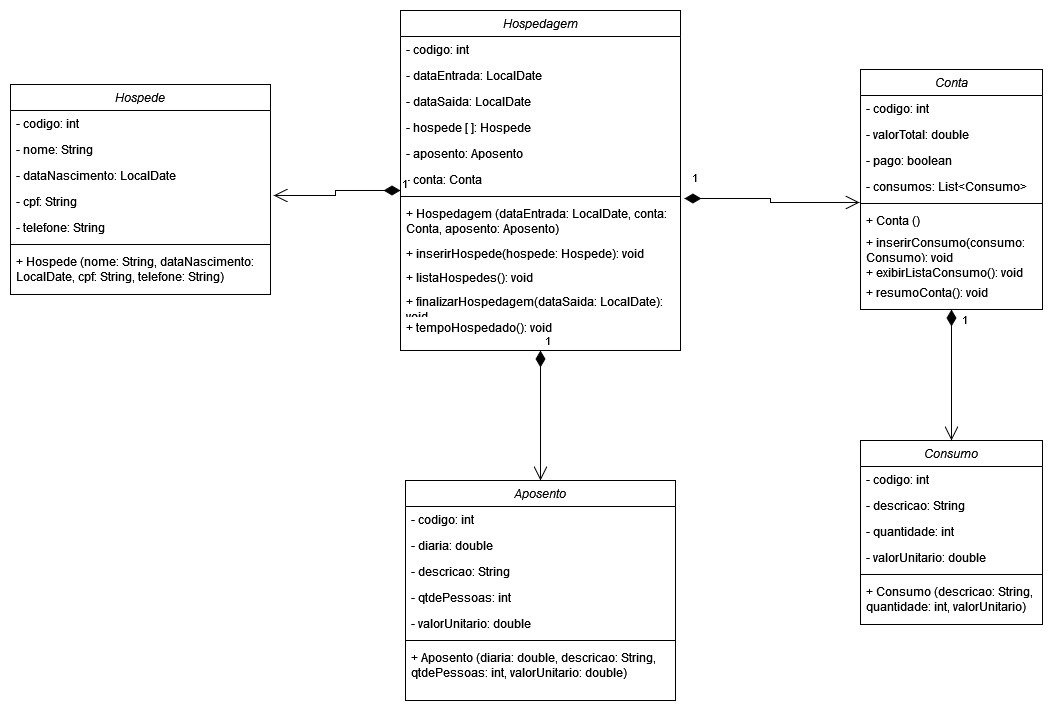 Hospedagem
- codigo: int
- dataEntrada: LocalDate
- dataSaida: LocalDate
- hospede [ ]: Hospede
- aposento: Aposento
- conta: Conta
+ Hospedagem (dataEntrada: LocalDate, conta:
Conta, aposento: Aposento)
+ inserirHospede(hospede: Hospede): void
+ listaHospedes(): void
+ finalizarHospedagem(dataSaida: LocalDate):
void
+ tempoHospedado(): void
1
1
1
Hospede
- codigo: int
- nome: String
- dataNascimento: LocalDate
- cpf: String
- telefone: String
+ Hospede (nome: String, dataNascimento:
LocalDate, cpf: String, telefone: String)
Conta
- codigo: int
- valorTotal: double
- pago: boolean
- consumos: List<Consumo>
+ Conta ()
+ inserirConsumo(consumo:
Consumo): void
+ exibirListaConsumo(): void
+ resumoConta(): void
1
Aposento
- codigo: int
- diaria: double
- descricao: String
- qtdePessoas: int
- valorUnitario: double
+ Aposento (diaria: double, descricao: String,
qtdePessoas: int, valorUnitario: double)
Consumo
- codigo: int
- descricao: String
- quantidade: int
- valorUnitario: double
+ Consumo (descricao: String,
quantidade: int, valorUnitario)